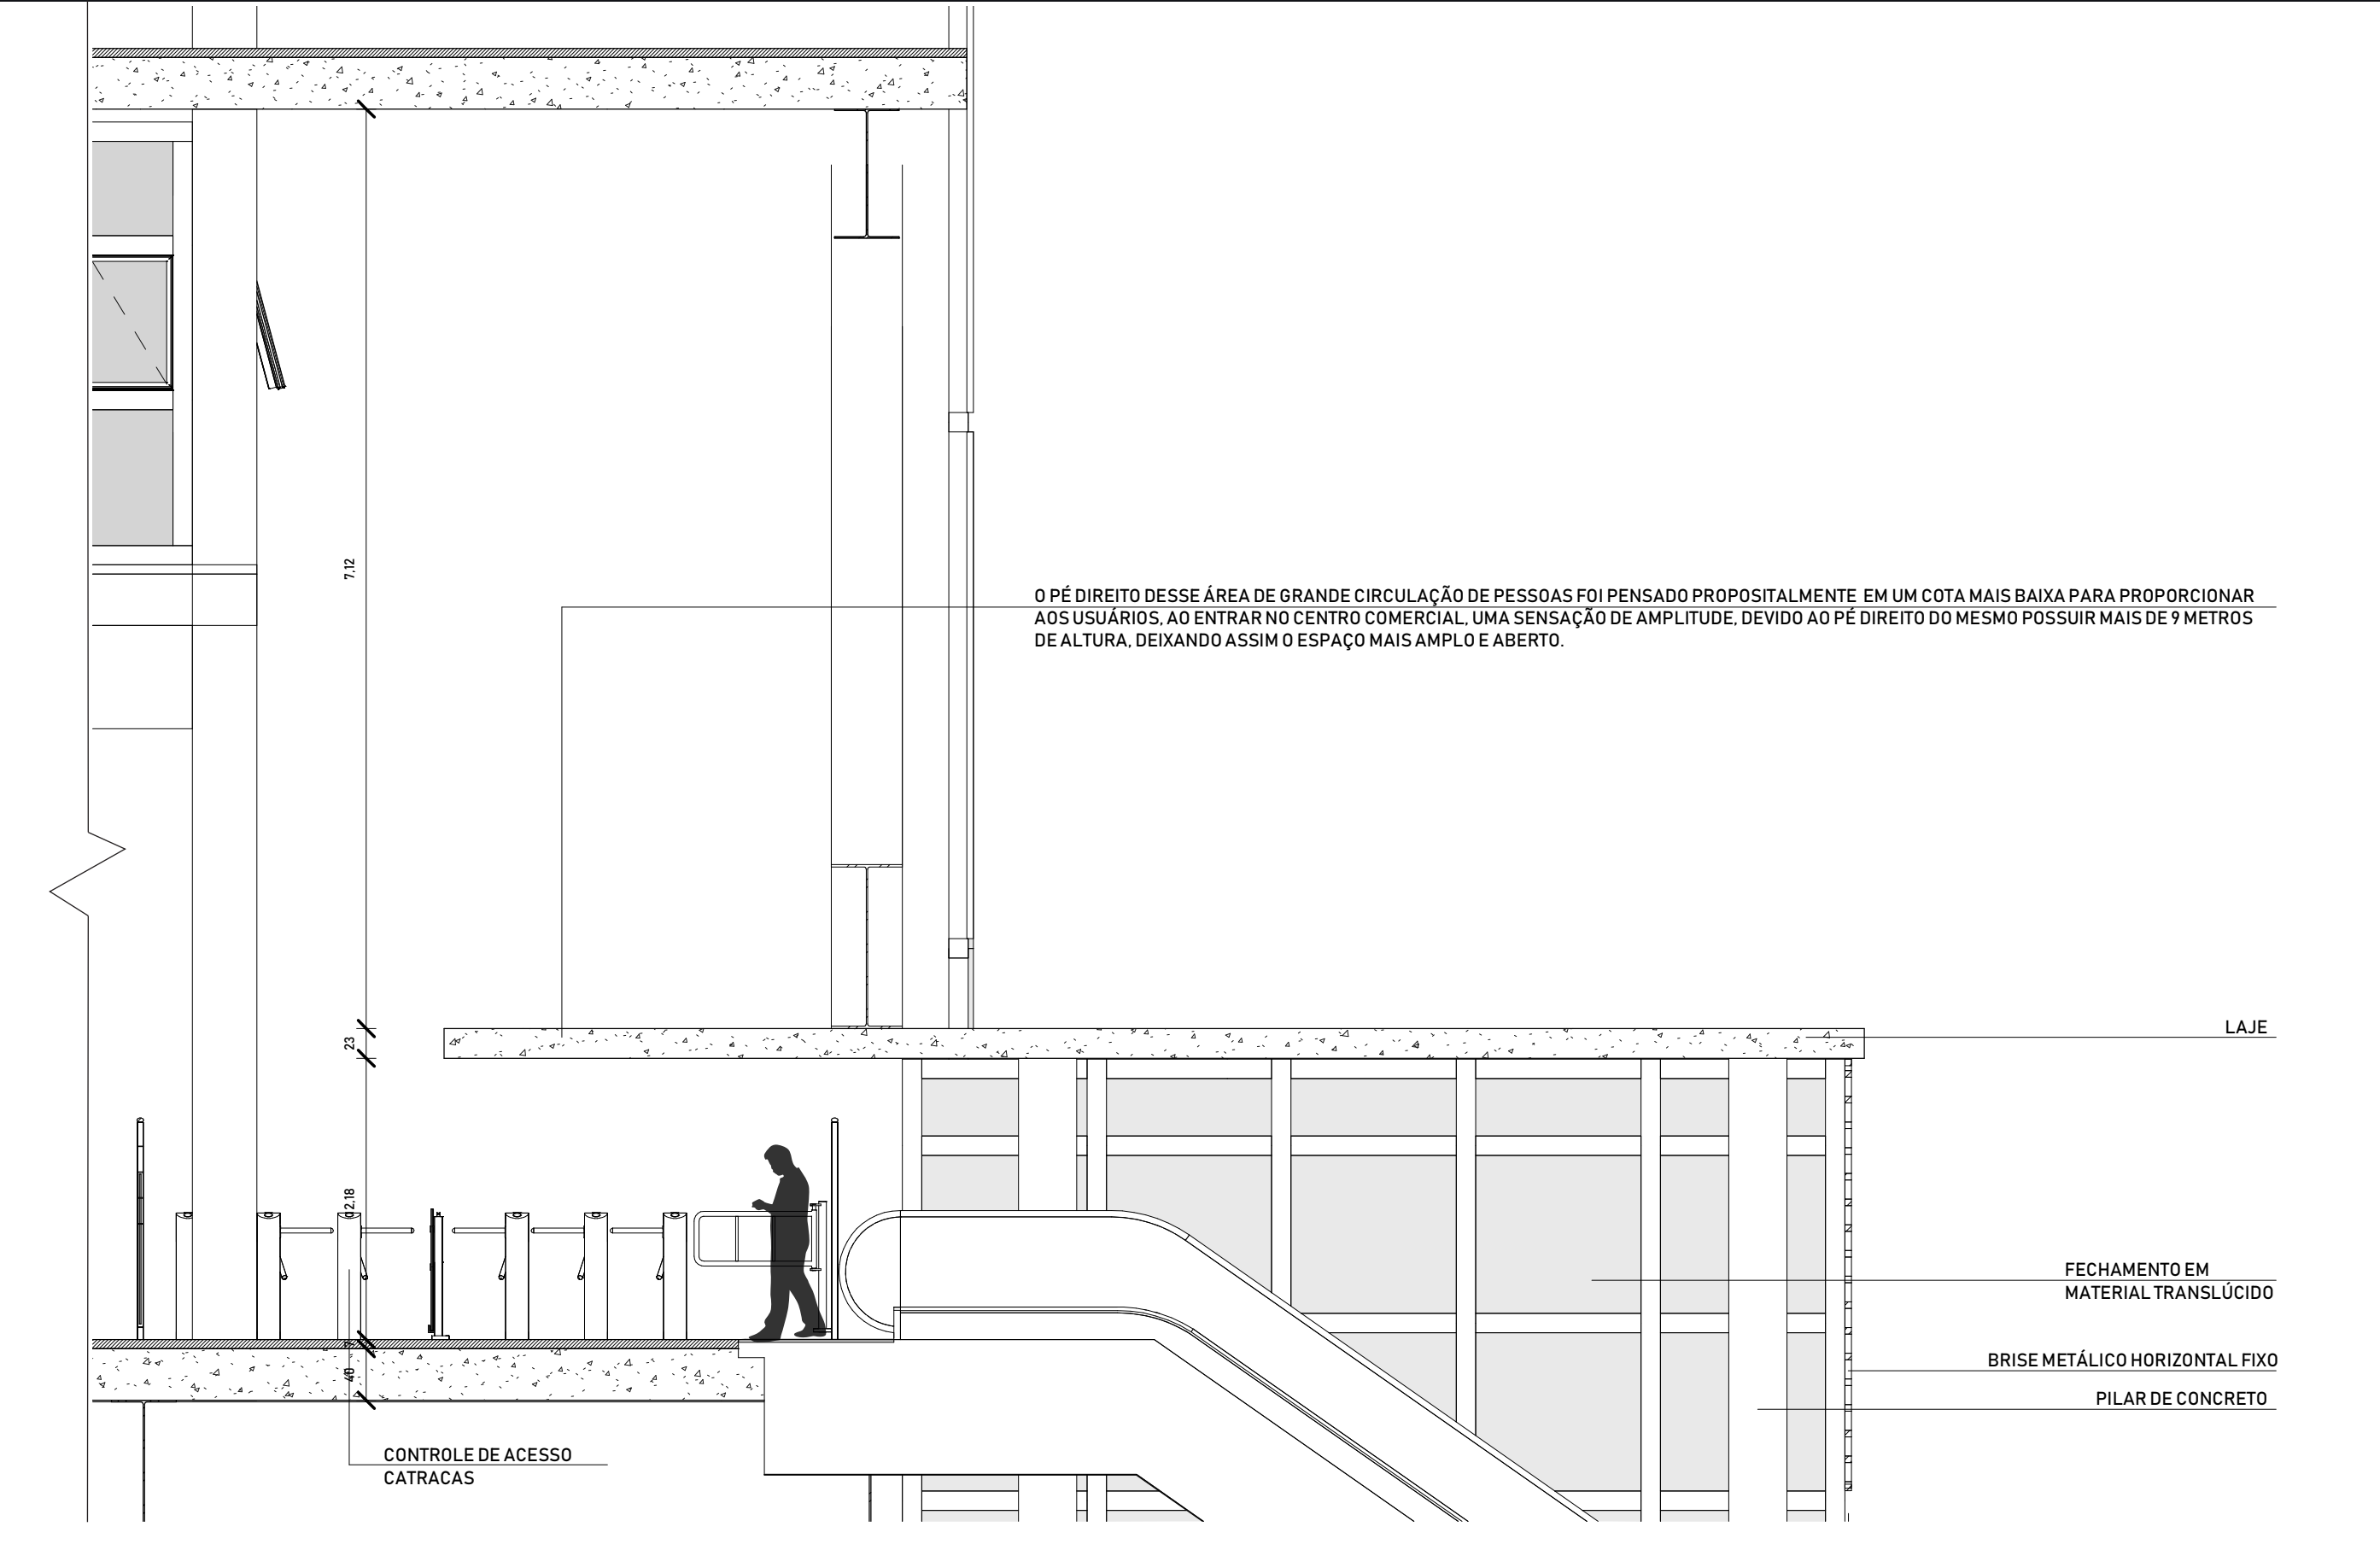 7,12
O PÉ DIREITO DESSE ÁREA DE GRANDE CIRCULAÇÃO DE PESSOAS FOI PENSADO PROPOSITALMENTE EM UM COTA MAIS BAIXA PARA PROPORCIONAR
AOS USUÁRIOS, AO ENTRAR NO CENTRO COMERCIAL, UMA SENSAÇÃO DE AMPLITUDE, DEVIDO AO PÉ DIREITO DO MESMO POSSUIR MAIS DE 9 METROS
DE ALTURA, DEIXANDO ASSIM O ESPAÇO MAIS AMPLO E ABERTO.
LAJE
23
2,18
FECHAMENTO EM
MATERIAL TRANSLÚCIDO
7
BRISE METÁLICO HORIZONTAL FIXO
40
PILAR DE CONCRETO
CONTROLE DE ACESSO
CATRACAS